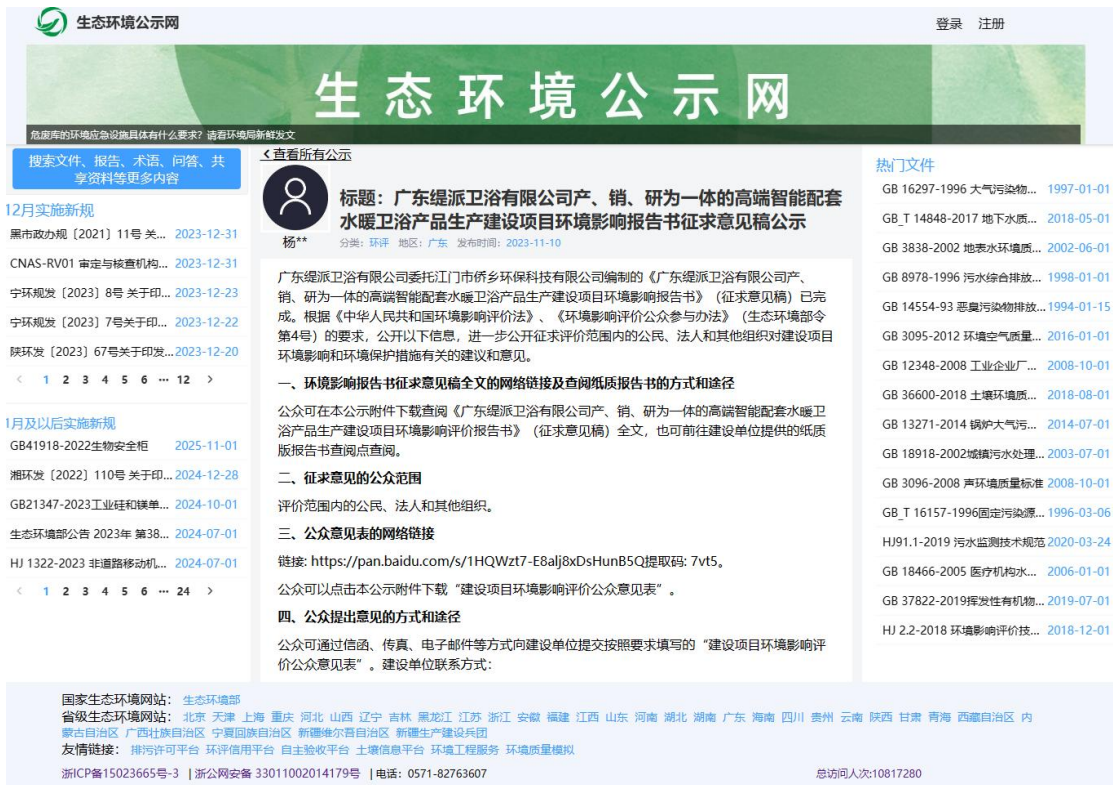 生态环境公示网
登录 注册
生态环境公示网
危废库的环境应急设施具体有什么要求？请看环境局新鲜发文
搜索文件、报告、术语、问答、共
享资料等更多内容
12月实施新规
黑市政办规〔2021〕11号 关... 2023-12-31
CNAS-RV01 审定与核查机构... 2023-12-31
宁环规发〔2023〕8号 关于印... 2023-12-23
宁环规发〔2023〕7号关于印... 2023-12-22
陕环发〔2023〕67号关于印发... 2023-12-20
< 1 2 3 4 5 6 ··· 12 >
1月及以后实施新规
GB41918-2022生物安全柜 2025-11-01
湘环发〔2022〕110号 关于印... 2024-12-28
GB21347-2023工业硅和镁单... 2024-10-01
生态环境部公告 2023年 第38... 2024-07-01
HJ 1322-2023 非道路移动机... 2024-07-01
< 1 2 3 4 5 6 ··· 24 >
<查看所有公示
杨**
标题：广东缇派卫浴有限公司产、销、研为一体的高端智能配套
水暖卫浴产品生产建设项目环境影响报告书征求意见稿公示
分类：环评 地区：广东 发布时间：2023-11-10
广东缇派卫浴有限公司委托江门市侨乡环保科技有限公司编制的《广东缇派卫浴有限公司产、
销、研为一体的高端智能配套水暖卫浴产品生产建设项目环境影响报告书》（征求意见稿）已完
成。根据《中华人民共和国环境影响评价法》、《环境影响评价公众参与办法》（生态环境部令
第4号）的要求，公开以下信息，进一步公开征求评价范围内的公民、法人和其他组织对建设项目
环境影响和环境保护措施有关的建议和意见。
一、环境影响报告书征求意见稿全文的网络链接及查阅纸质报告书的方式和途径
公众可在本公示附件下载查阅《广东缇派卫浴有限公司产、销、研为一体的高端智能配套水暖卫
浴产品生产建设项目环境影响评价报告书》（征求意见稿）全文，也可前往建设单位提供的纸质
版报告书查阅点查阅。
二、征求意见的公众范围
评价范围内的公民、法人和其他组织。
三、公众意见表的网络链接
链接: https://pan.baidu.com/s/1HQWzt7-E8alj8xDsHunB5Q提取码: 7vt5。
公众可以点击本公示附件下载“建设项目环境影响评价公众意见表”。
四、公众提出意见的方式和途径
公众可通过信函、传真、电子邮件等方式向建设单位提交按照要求填写的“建设项目环境影响评
价公众意见表”。建设单位联系方式：
热门文件
GB 16297-1996 大气污染物... 1997-01-01
GB_T 14848-2017 地下水质... 2018-05-01
GB 3838-2002 地表水环境质... 2002-06-01
GB 8978-1996 污水综合排放... 1998-01-01
GB 14554-93 恶臭污染物排放... 1994-01-15
GB 3095-2012 环境空气质量... 2016-01-01
GB 12348-2008 工业企业厂... 2008-10-01
GB 36600-2018 土壤环境质... 2018-08-01
GB 13271-2014 锅炉大气污... 2014-07-01
GB 18918-2002城镇污水处理... 2003-07-01
GB 3096-2008 声环境质量标准 2008-10-01
GB_T 16157-1996固定污染源... 1996-03-06
HJ91.1-2019 污水监测技术规范 2020-03-24
GB 18466-2005 医疗机构水... 2006-01-01
GB 37822-2019挥发性有机物... 2019-07-01
HJ 2.2-2018 环境影响评价技... 2018-12-01
国家生态环境网站： 生态环境部
省级生态环境网站： 北京 天津 上海 重庆 河北 山西 辽宁 吉林 黑龙江 江苏 浙江 安徽 福建 江西 山东 河南 湖北 湖南 广东 海南 四川 贵州 云南 陕西 甘肃 青海 西藏自治区 内
蒙古自治区 广西壮族自治区 宁夏回族自治区 新疆维尔吾自治区 新疆生产建设兵团
友情链接： 排污许可平台 环评信用平台 自主验收平台 土壤信息平台 环境工程服务 环境质量模拟
浙ICP备15023665号-3 |浙公网安备 33011002014179号 |电话：0571-82763607
总访问人次:10817280